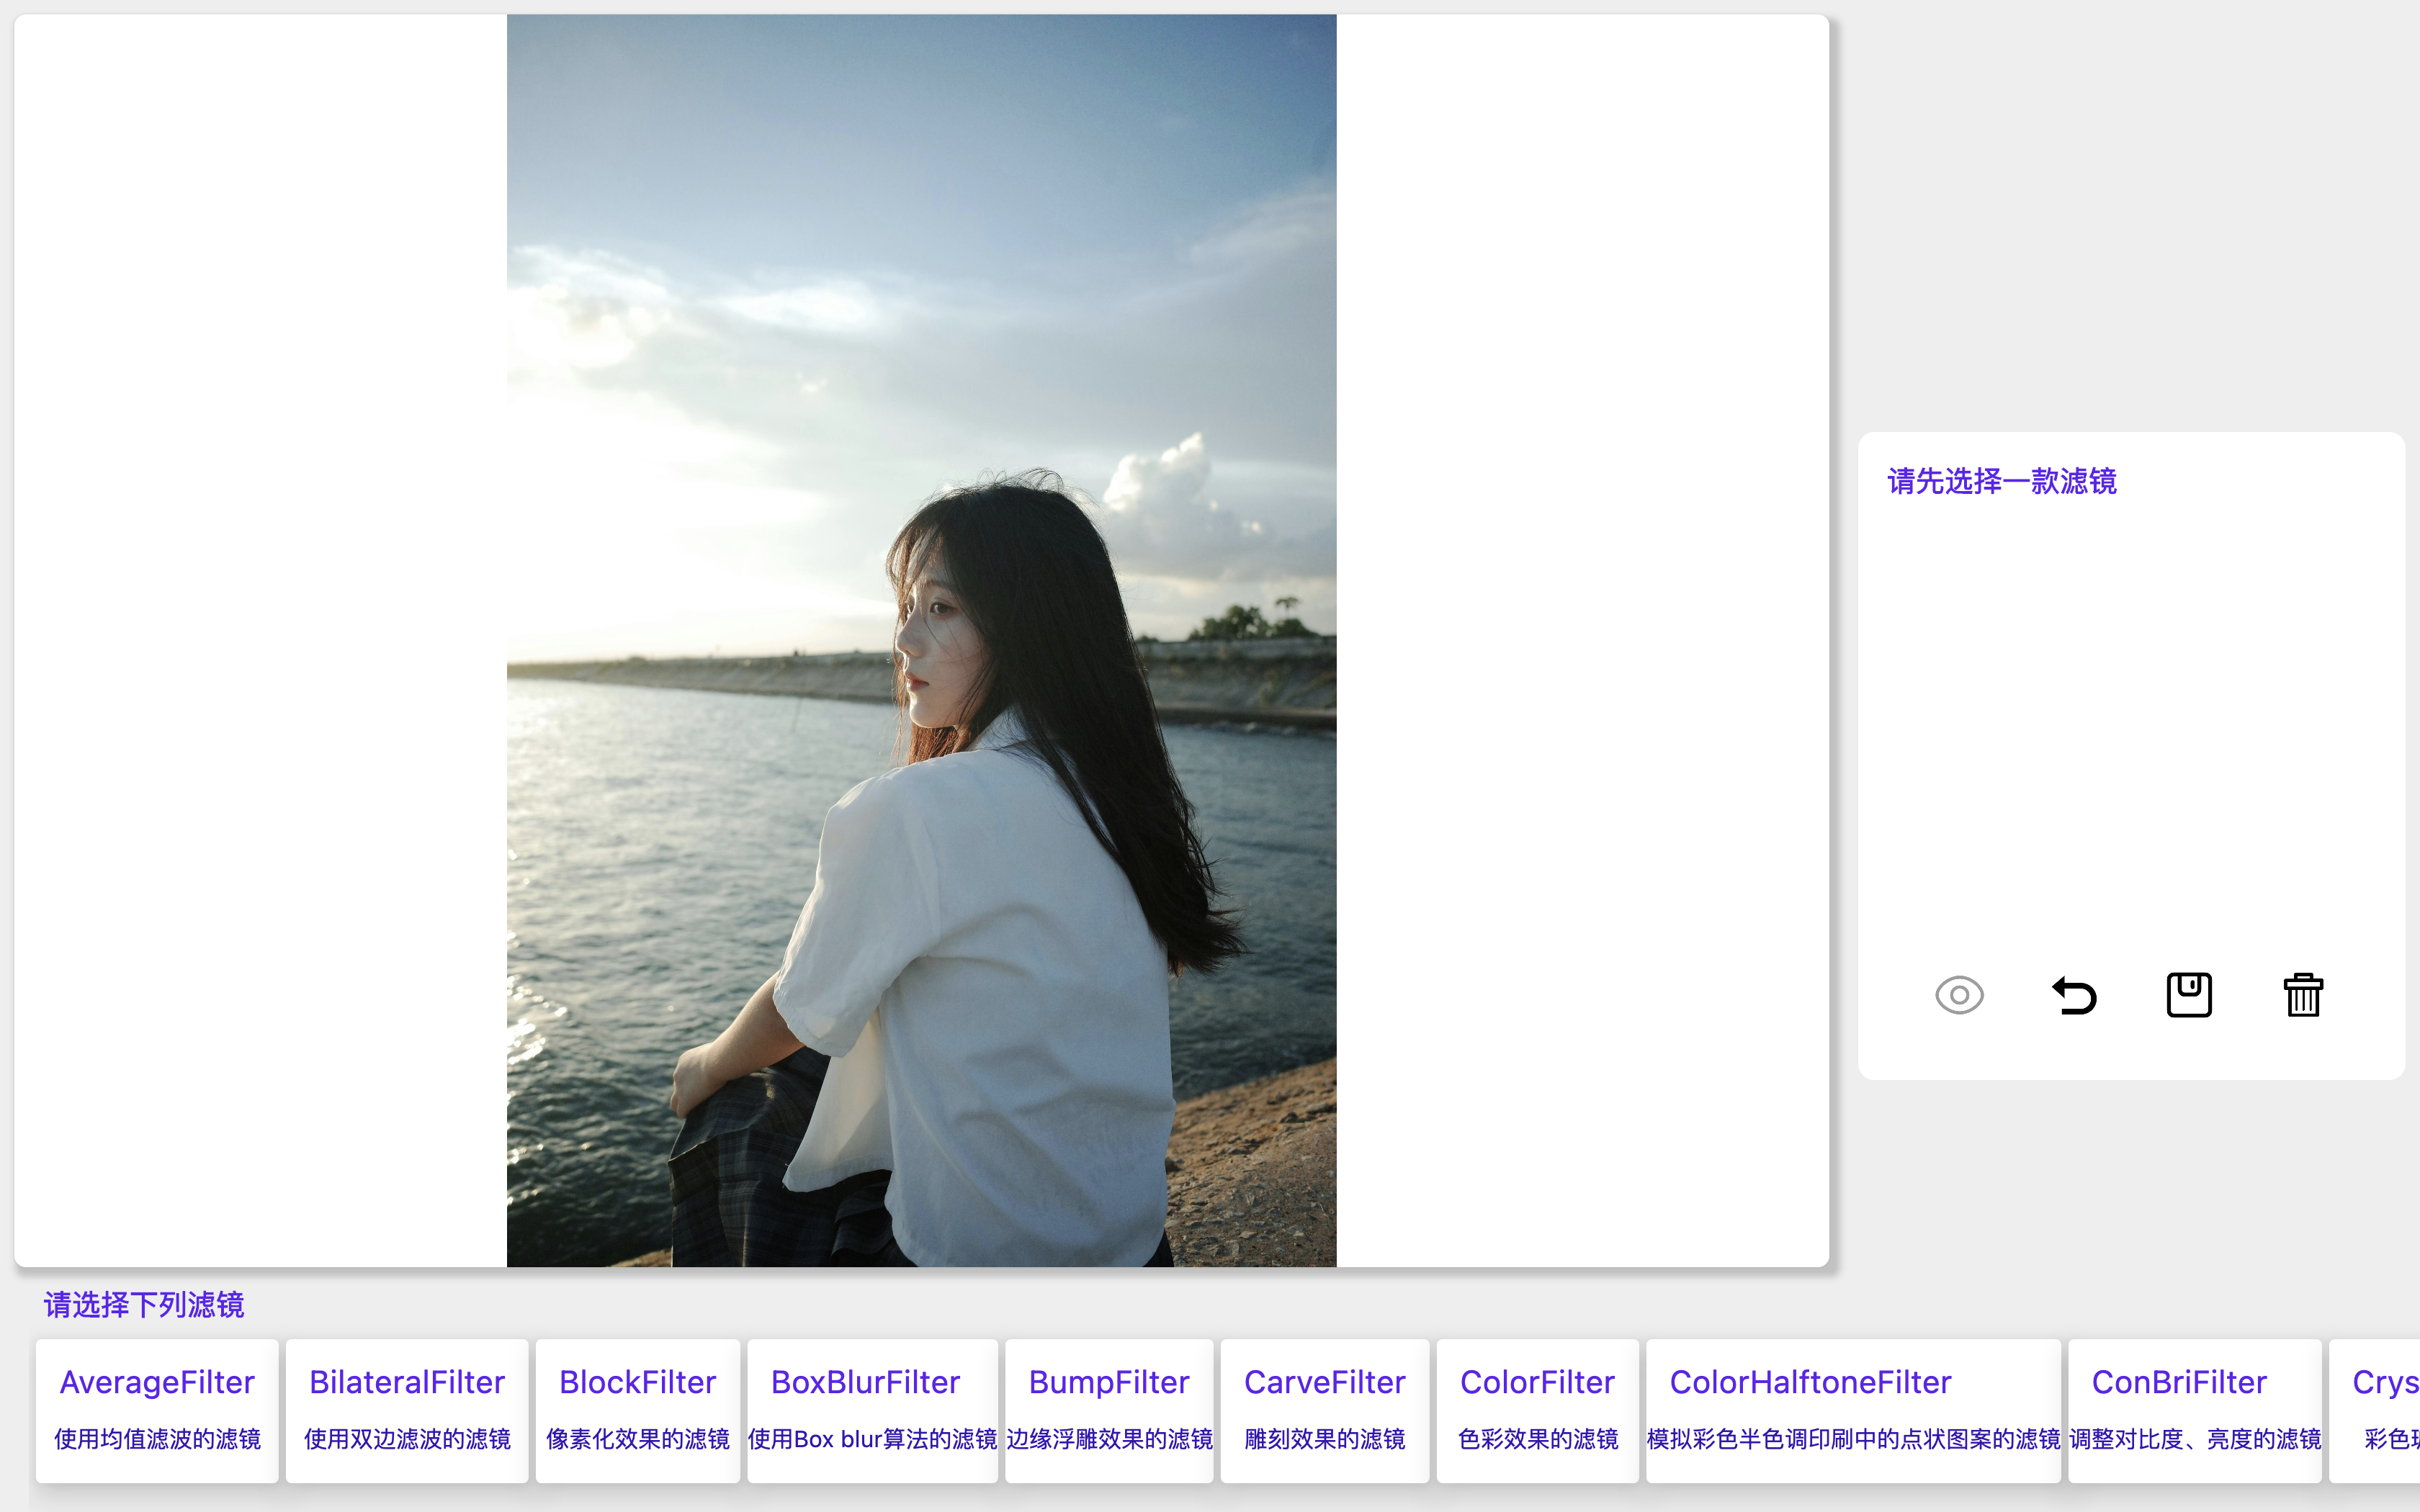 请先选择一款滤镜
请选择下列滤镜
AverageFilter
使用均值滤波的滤镜
BilateralFilter
使用双边滤波的滤镜
BlockFilter
像素化效果的滤镜
BoxBlurFilter
使用Box blur算法的滤镜
BumpFilter
边缘浮雕效果的滤镜
CarveFilter
雕刻效果的滤镜
ColorFilter
色彩效果的滤镜
ColorHalftoneFilter
模拟彩色半色调印刷中的点状图案的滤镜
ConBriFilter
调整对比度、亮度的滤镜
Crys
彩色